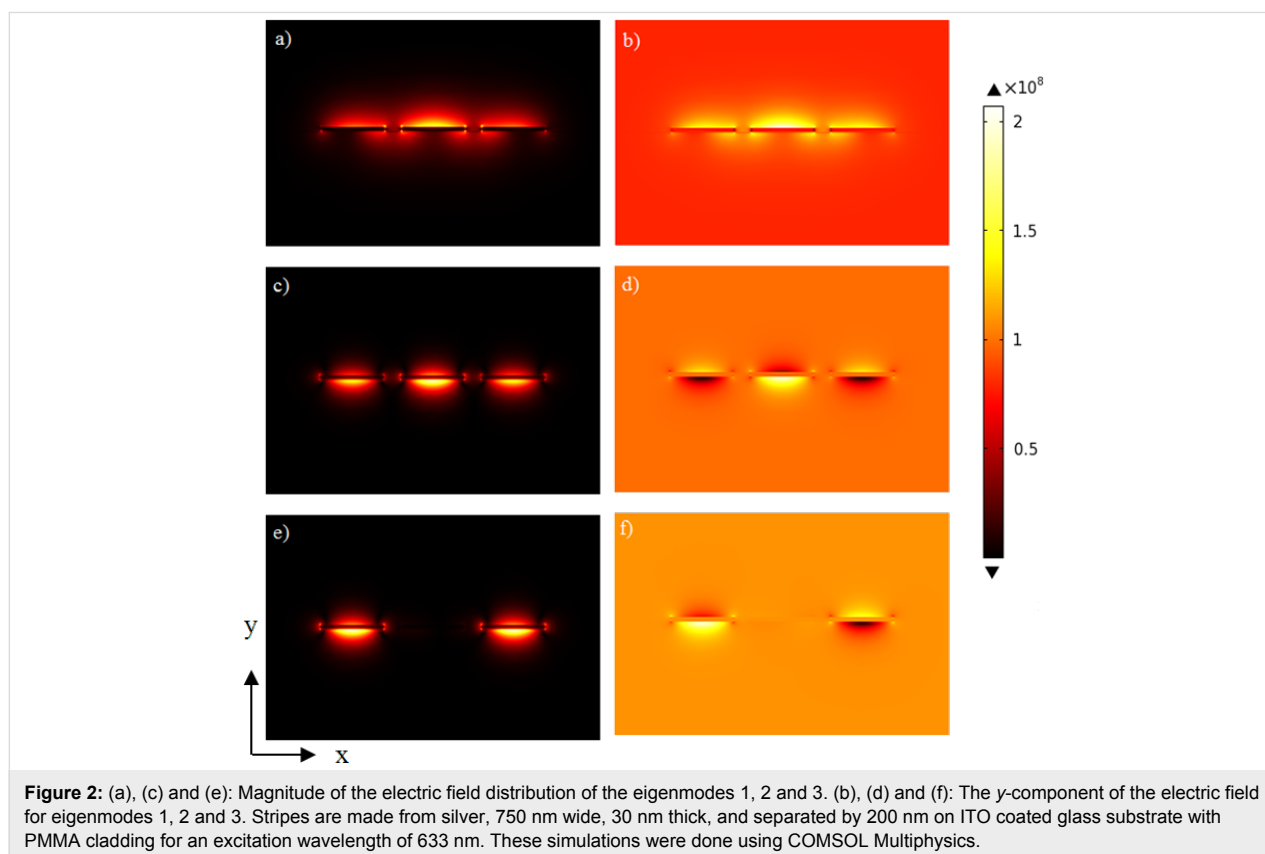 a)
b)
×10⁸
2
1.5
c)
d)
1
0.5
e)
f)
y
x
Figure 2: (a), (c) and (e): Magnitude of the electric field distribution of the eigenmodes 1, 2 and 3. (b), (d) and (f): The y-component of the electric field
for eigenmodes 1, 2 and 3. Stripes are made from silver, 750 nm wide, 30 nm thick, and separated by 200 nm on ITO coated glass substrate with
PMMA cladding for an excitation wavelength of 633 nm. These simulations were done using COMSOL Multiphysics.